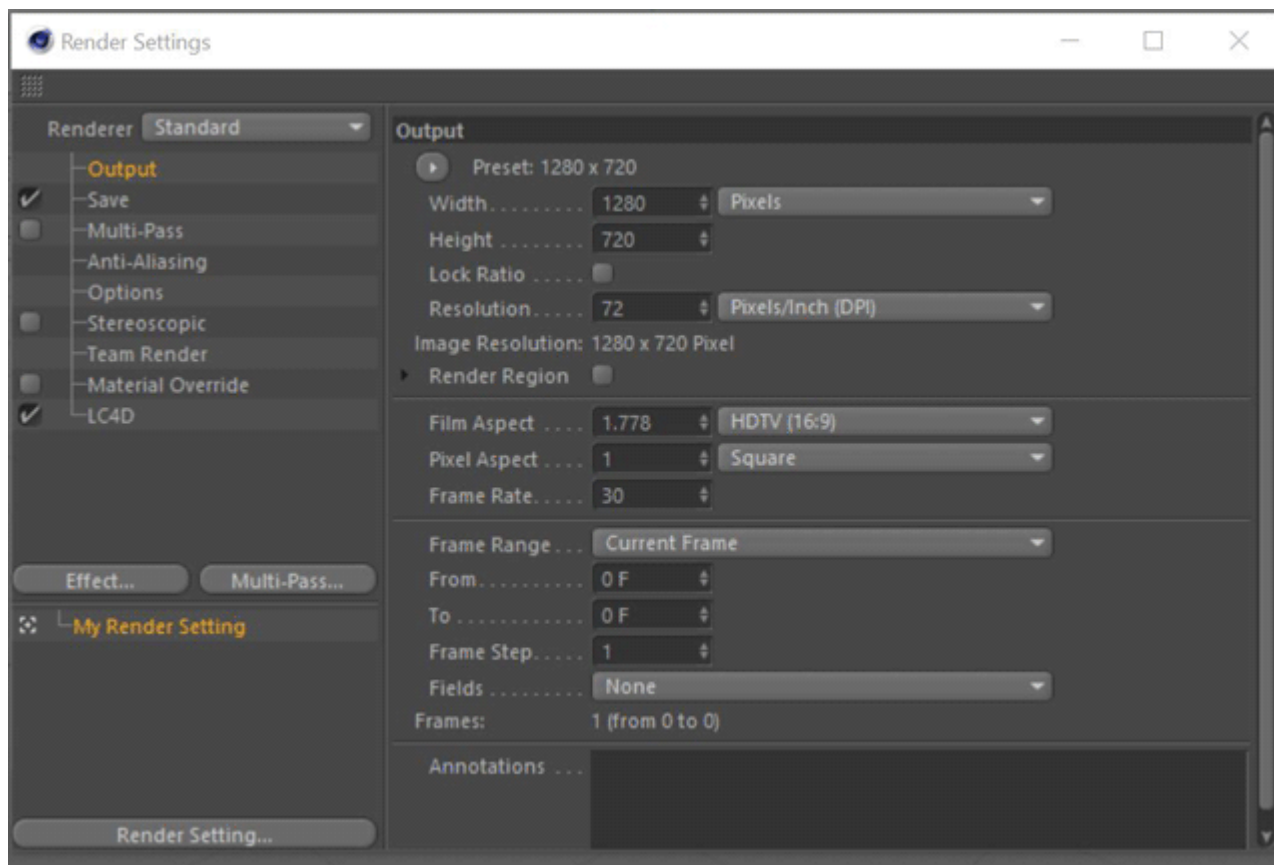 Render Settings
Renderer Standard
Output
Save
Multi-Pass
Anti-Aliasing
Options
Stereoscopic
Team Render
Material Override
LC4D
Effect... Multi-Pass...
My Render Setting
Render Setting...
Output
Preset: 1280 x 720
Width......... 1280 Pixels
Height ........ 720
Lock Ratio .....
Resolution..... 72 Pixels/Inch (DPI)
Image Resolution: 1280 x 720 Pixel
Render Region
Film Aspect .... 1.778 HDTV (16:9)
Pixel Aspect .... 1 Square
Frame Rate..... 30
Frame Range... Current Frame
From.......... 0 F
To ............ 0 F
Frame Step..... 1
Fields ......... None
Frames: 1 (from 0 to 0)
Annotations ...